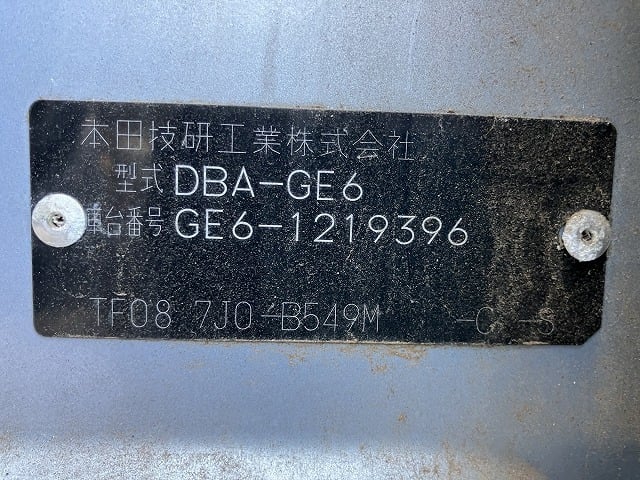 本田技研工業株式会社
型式 DBA-GE6
車台番号 GE6-1219396
TF08 7J0-B549M -C -S